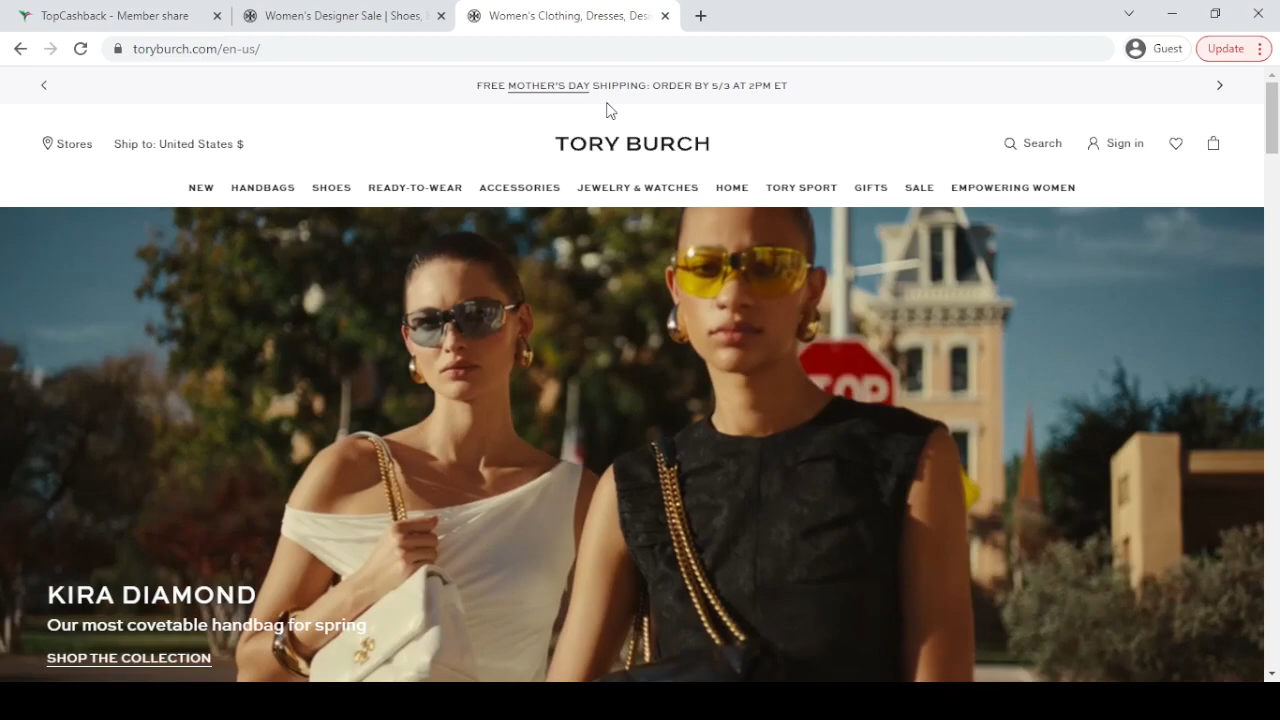 TopCashback - Member share
Women's Designer Sale | Shoes,
Women's Clothing, Dresses, Des
toryburch.com/en-us/
Guest
Update
FREE MOTHER'S DAY SHIPPING: ORDER BY 5/3 AT 2PM ET
Stores
Ship to: United States $
TORY BURCH
Search
Sign in
NEW HANDBAGS SHOES READY-TO-WEAR ACCESSORIES JEWELRY & WATCHES HOME TORY SPORT GIFTS SALE EMPOWERING WOMEN
KIRA DIAMOND
Our most covetable handbag for spring
SHOP THE COLLECTION